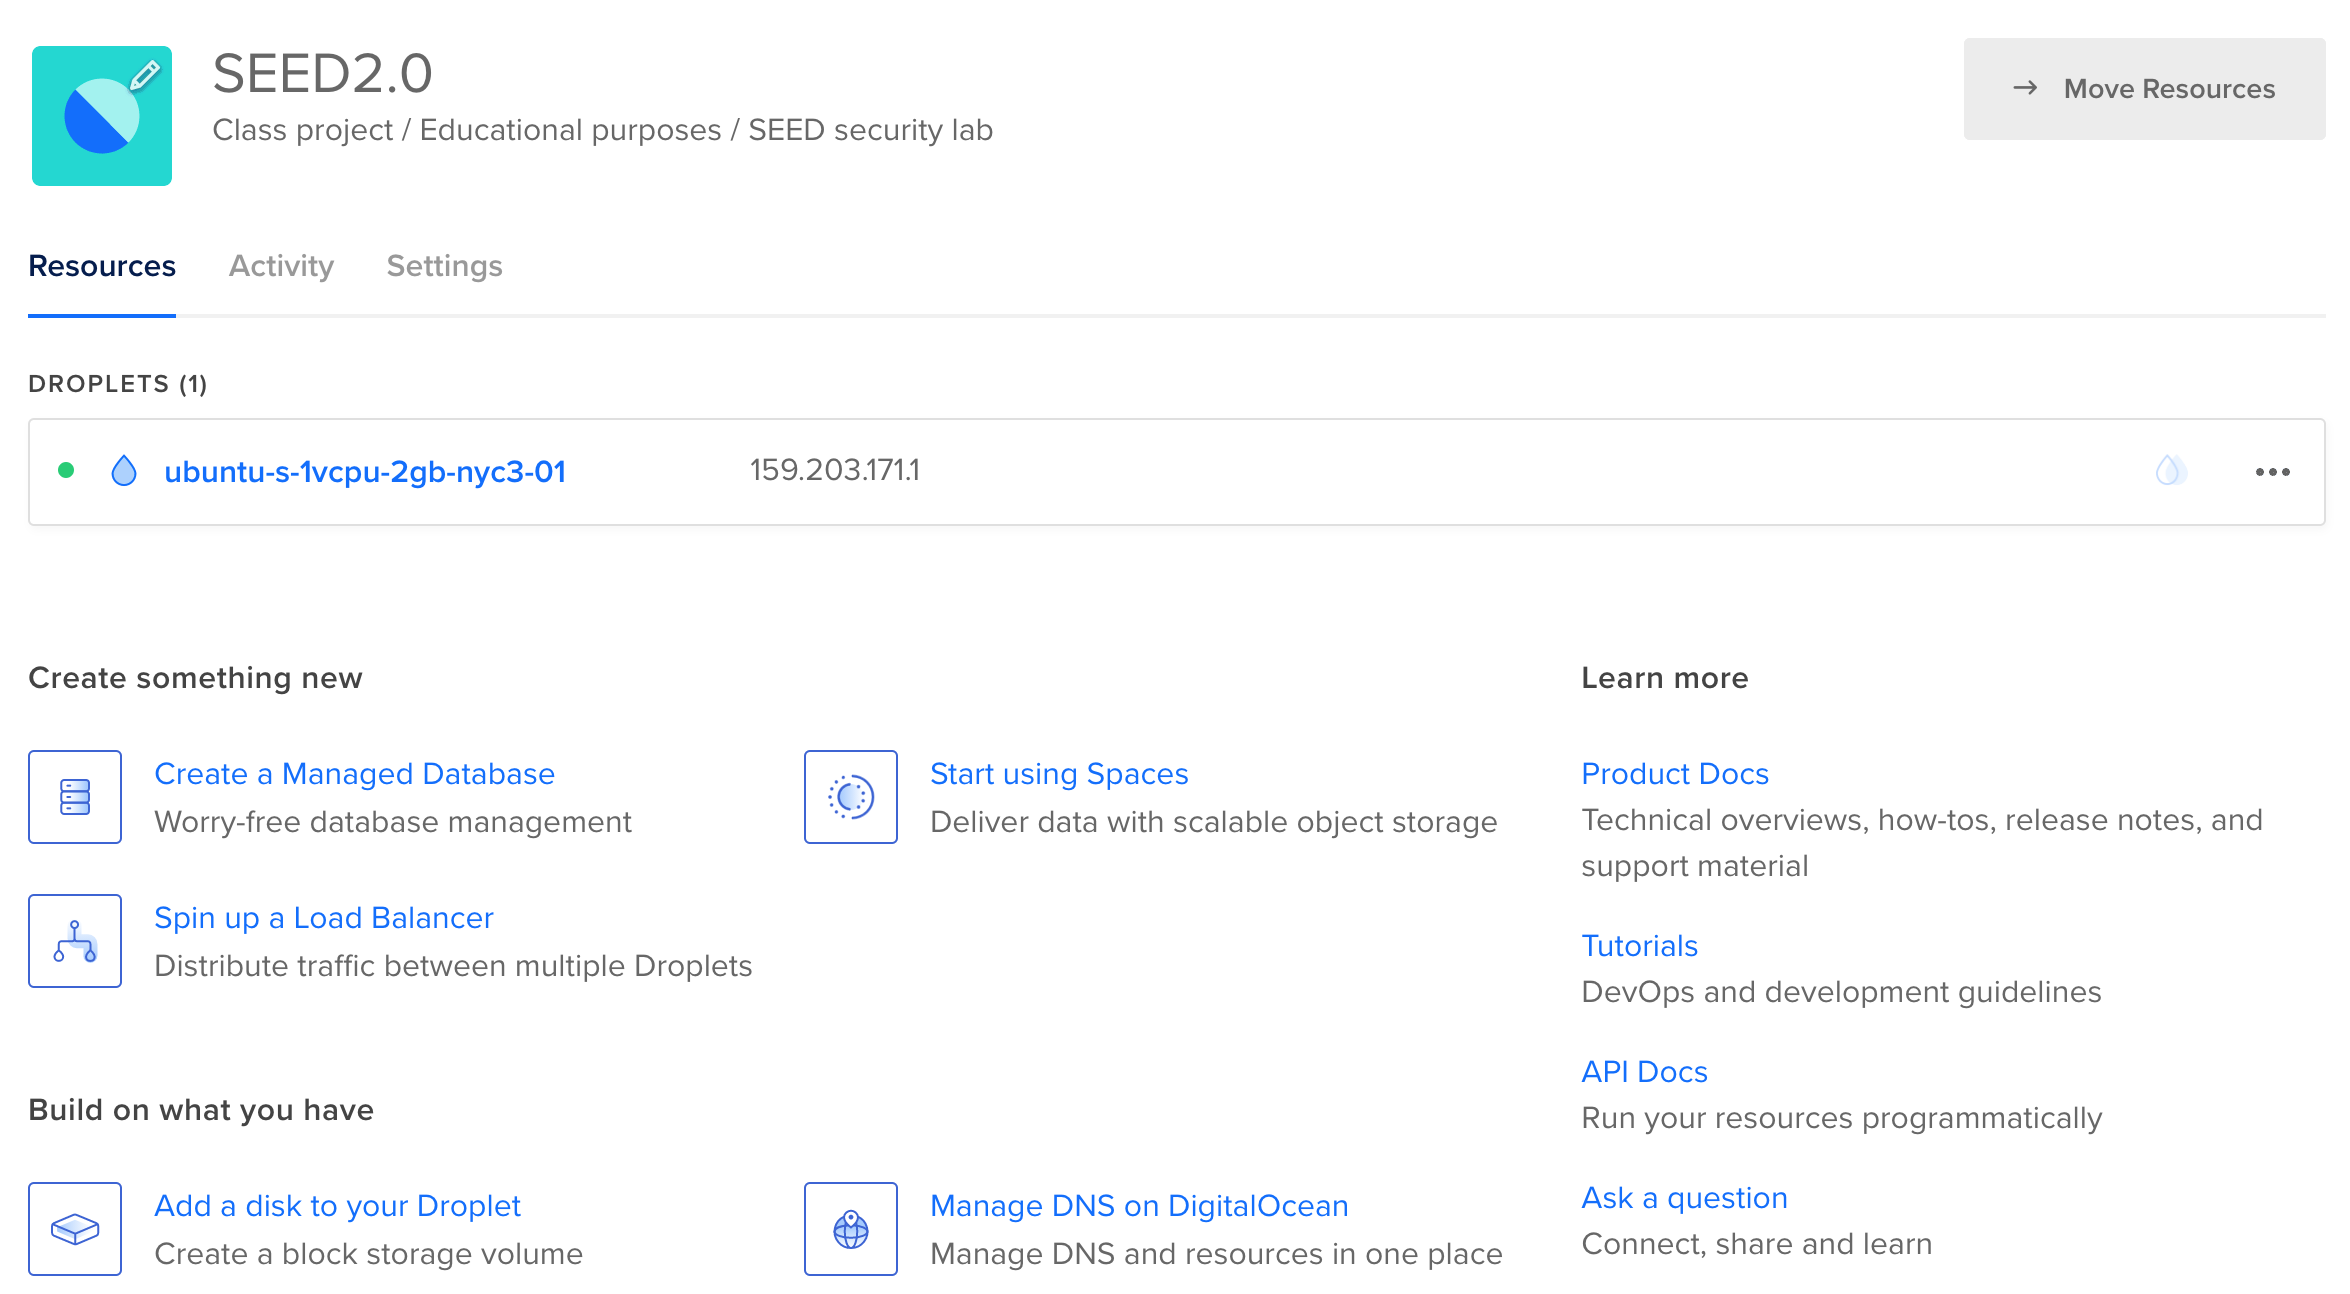 SEED2.0
Class project / Educational purposes / SEED security lab
→ Move Resources
Resources
Activity
Settings
DROPLETS (1)
ubuntu-s-1vcpu-2gb-nyc3-01
159.203.171.1
Create something new
Create a Managed Database
Worry-free database management
Start using Spaces
Deliver data with scalable object storage
Spin up a Load Balancer
Distribute traffic between multiple Droplets
Build on what you have
Add a disk to your Droplet
Create a block storage volume
Manage DNS on DigitalOcean
Manage DNS and resources in one place
Learn more
Product Docs
Technical overviews, how-tos, release notes, and
support material
Tutorials
DevOps and development guidelines
API Docs
Run your resources programmatically
Ask a question
Connect, share and learn